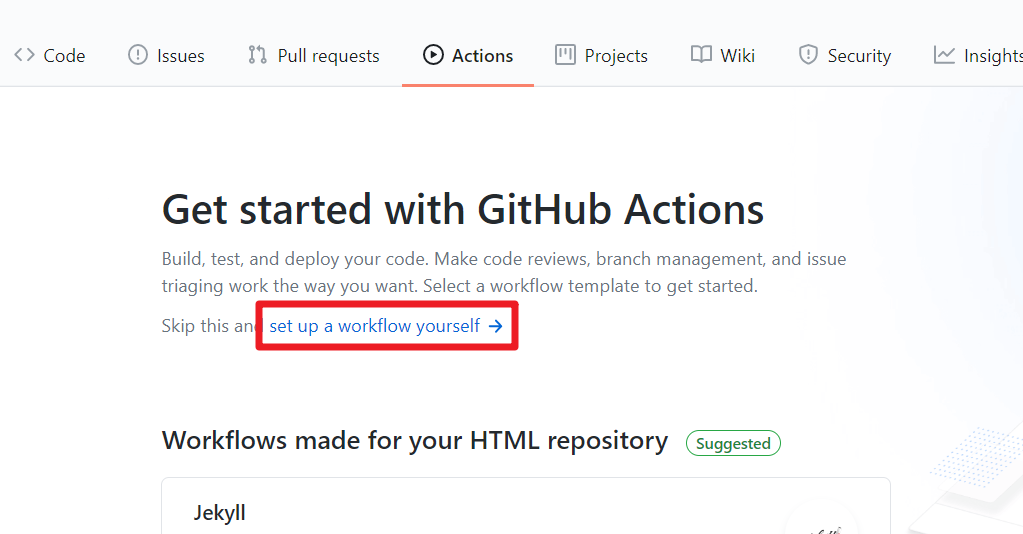 Code Issues Pull requests Actions Projects Wiki Security Insights
Get started with GitHub Actions
Build, test, and deploy your code. Make code reviews, branch management, and issue
triaging work the way you want. Select a workflow template to get started.
Skip this and set up a workflow yourself →
Workflows made for your HTML repository Suggested
Jekyll